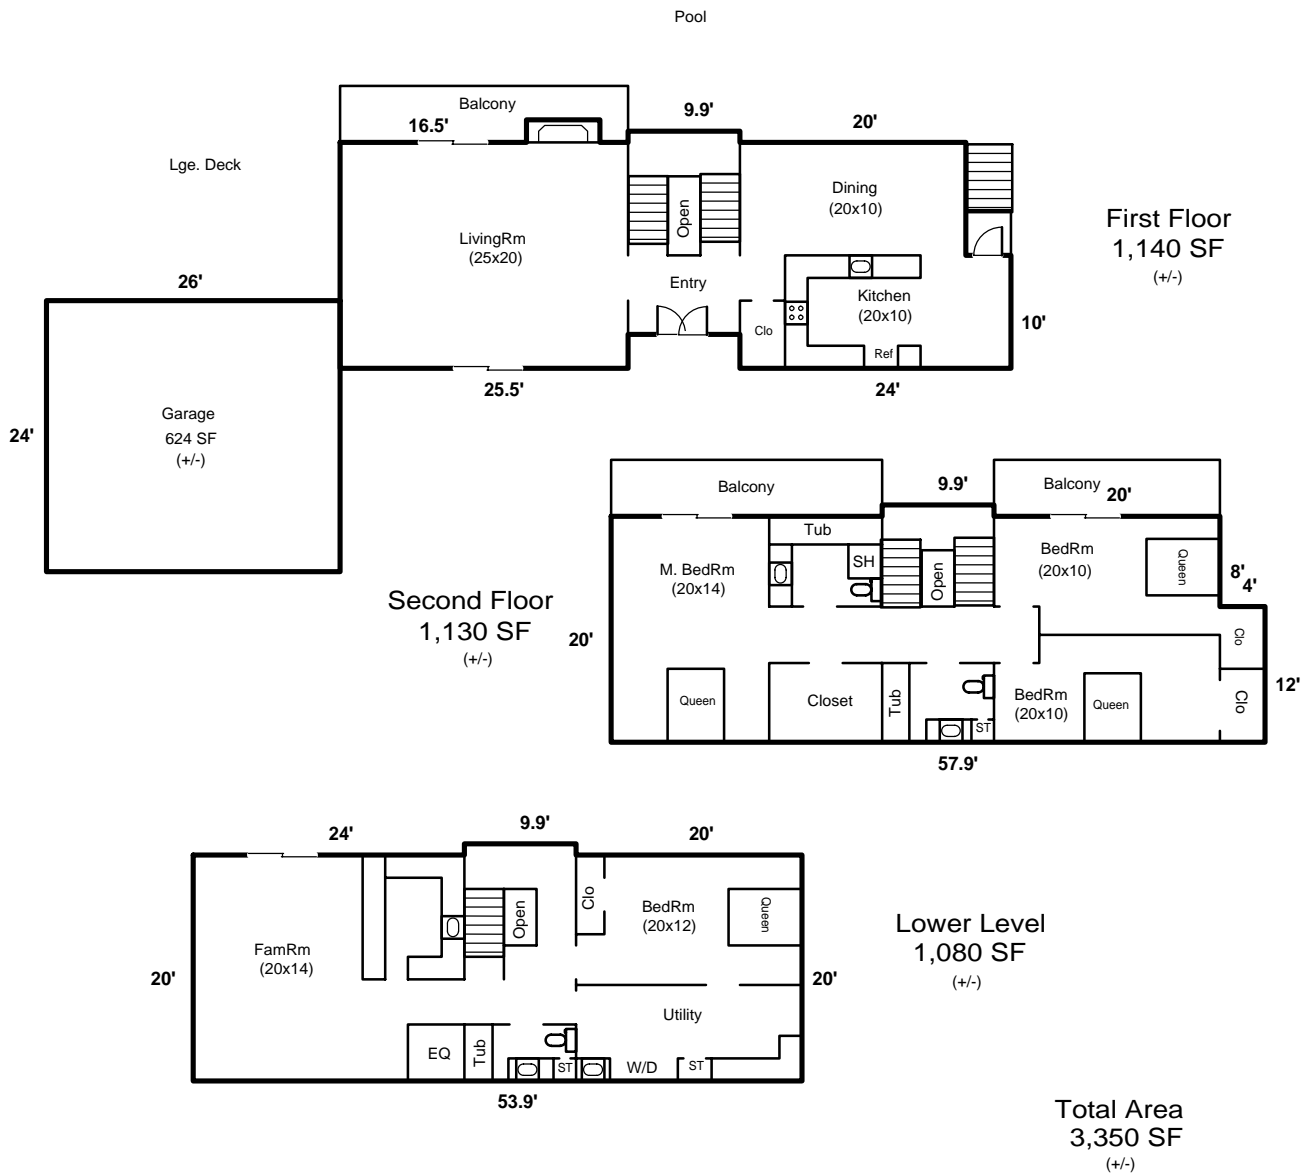 Pool
Balcony
16.5'
9.9'
20'
Lge. Deck
Dining
(20x10)
Open
LivingRm
(25x20)
First Floor
1,140 SF
(+/-)
26'
Entry
Kitchen
(20x10)
10'
Clo
Ref
25.5'
24'
Garage
624 SF
(+/-)
24'
Balcony
9.9'
Balcony
20'
Tub
M. BedRm
(20x14)
SH
Open
BedRm
(20x10)
Queen
8'
4'
Second Floor
1,130 SF
(+/-)
20'
Clo
Queen
Closet
Tub
BedRm
(20x10)
Queen
Clo
12'
ST
57.9'
24'
9.9'
20'
Clo
Open
BedRm
(20x12)
Queen
Lower Level
1,080 SF
(+/-)
FamRm
(20x14)
20'
20'
Utility
EQ
Tub
ST
W/D
ST
53.9'
Total Area
3,350 SF
(+/-)